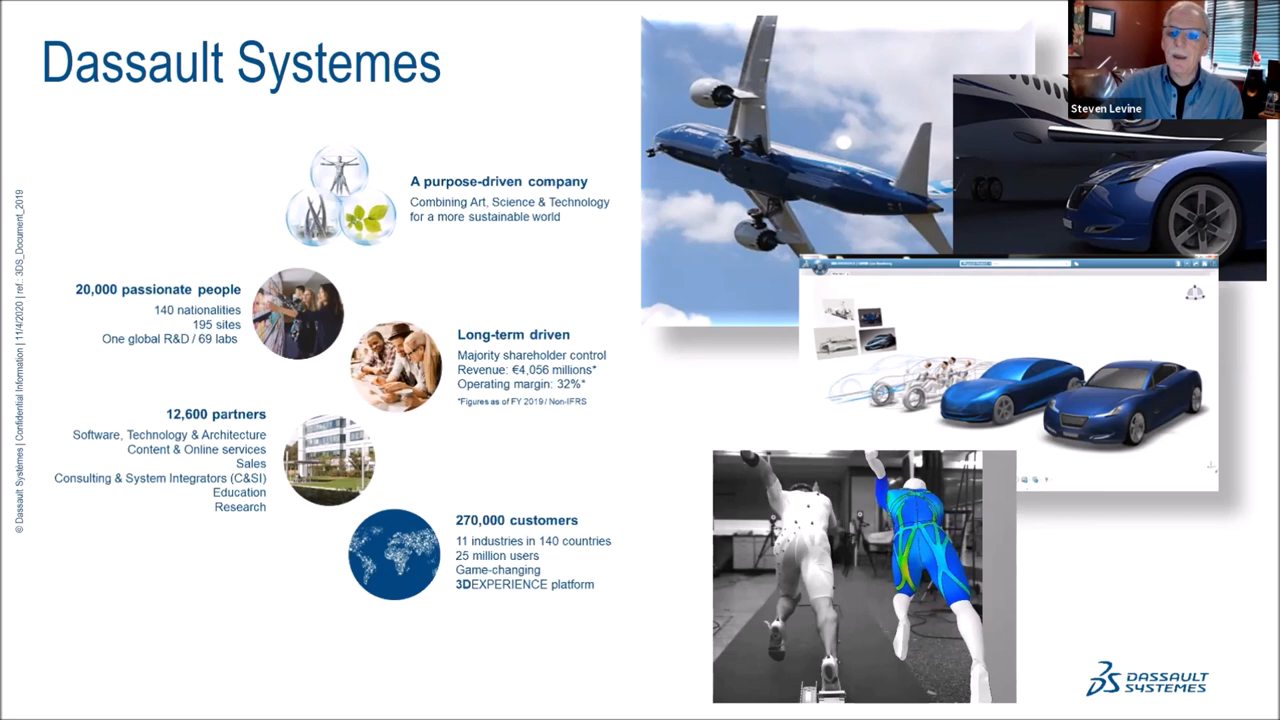 Dassault Systemes
Steven Levine
A purpose-driven company
Combining Art, Science & Technology
for a more sustainable world
20,000 passionate people
140 nationalities
195 sites
One global R&D / 69 labs
Long-term driven
Majority shareholder control
Revenue: €4,056 millions*
Operating margin: 32%*
*Figures as of FY 2019 / Non-IFRS
12,600 partners
Software, Technology & Architecture
Content & Online services
Sales
Consulting & System Integrators (C&SI)
Education
Research
270,000 customers
11 industries in 140 countries
25 million users
Game-changing
3DEXPERIENCE platform
© Dassault Systèmes | Confidential Information | 11/4/2020 | ref.: 3DS_Document_2019
DASSAULT
SYSTEMES